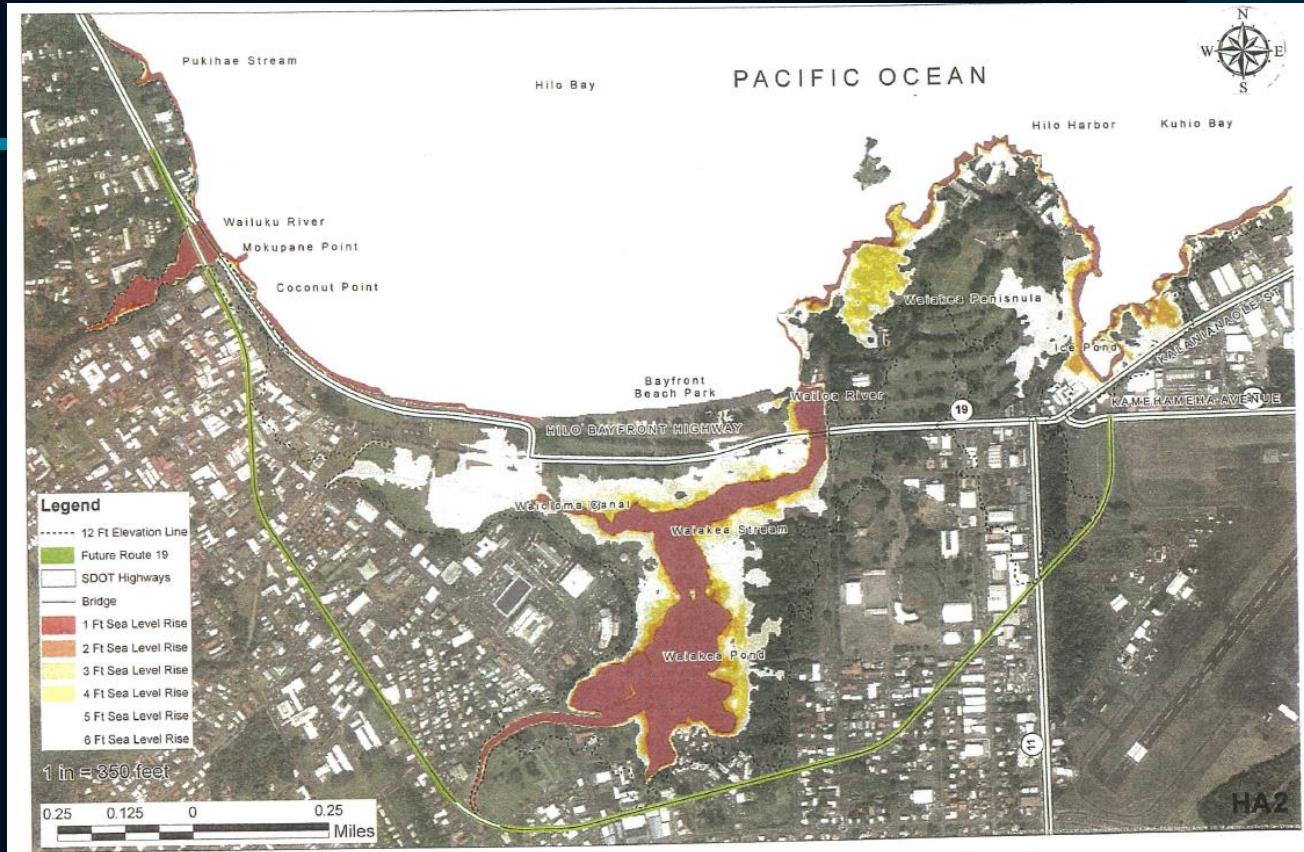 N
W E
S
Pukihae Stream
Hilo Bay
PACIFIC OCEAN
Hilo Harbor
Kuhio Bay
Wailuku River
Mokupane Point
Coconut Point
Waiakea Penisnula
Ice Pond
KALANIANAOLE ST
Bayfront
Beach Park
Wailoa River
19
KAMEHAMEHA AVENUE
HILO BAYFRONT HIGHWAY
Waioloma Canal
Waiakea Stream
Waiakea Pond
11
Legend
12 Ft Elevation Line
Future Route 19
SDOT Highways
Bridge
1 Ft Sea Level Rise
2 Ft Sea Level Rise
3 Ft Sea Level Rise
4 Ft Sea Level Rise
5 Ft Sea Level Rise
6 Ft Sea Level Rise
1 in = 350 feet
0.25 0.125 0 0.25
Miles
HA2